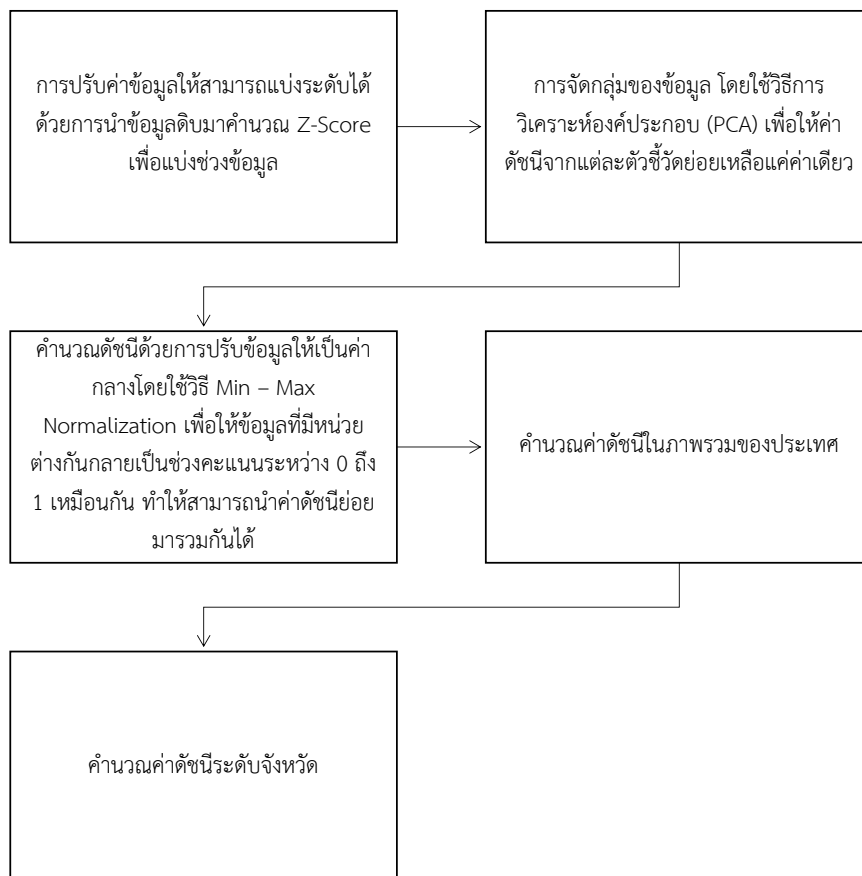 การปรับค่าข้อมูลให้สามารถแบ่งระดับได้
ด้วยการนำข้อมูลดิบมาคำนวณ Z-Score
เพื่อแบ่งช่วงข้อมูล
การจัดกลุ่มของข้อมูล โดยใช้วิธีการ
วิเคราะห์องค์ประกอบ (PCA) เพื่อให้ค่า
ดัชนีจากแต่ละตัวชี้วัดย่อยเหลือแค่ค่าเดียว
คำนวณดัชนีด้วยการปรับข้อมูลให้เป็นค่า
กลางโดยใช้วิธี Min – Max
Normalization เพื่อให้ข้อมูลที่มีหน่วย
ต่างกันกลายเป็นช่วงคะแนนระหว่าง 0 ถึง
1 เหมือนกัน ทำให้สามารถนำค่าดัชนีย่อย
มารวมกันได้
คำนวณค่าดัชนีในภาพรวมของประเทศ
คำนวณค่าดัชนีระดับจังหวัด